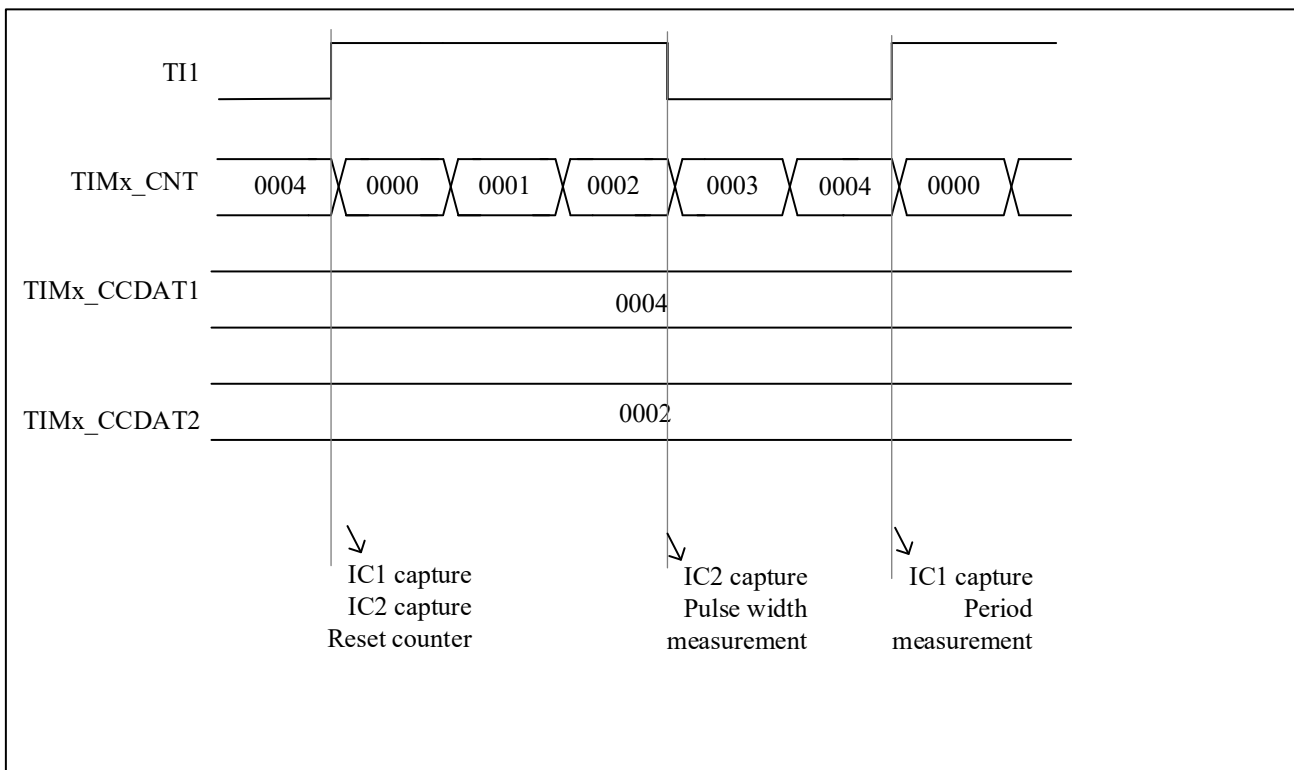 TI1
TIMx_CNT
0004
0000
0001
0002
0003
0004
0000
TIMx_CCDAT1
0004
TIMx_CCDAT2
0002
IC1 capture
IC2 capture
Reset counter
IC2 capture
Pulse width
measurement
IC1 capture
Period
measurement